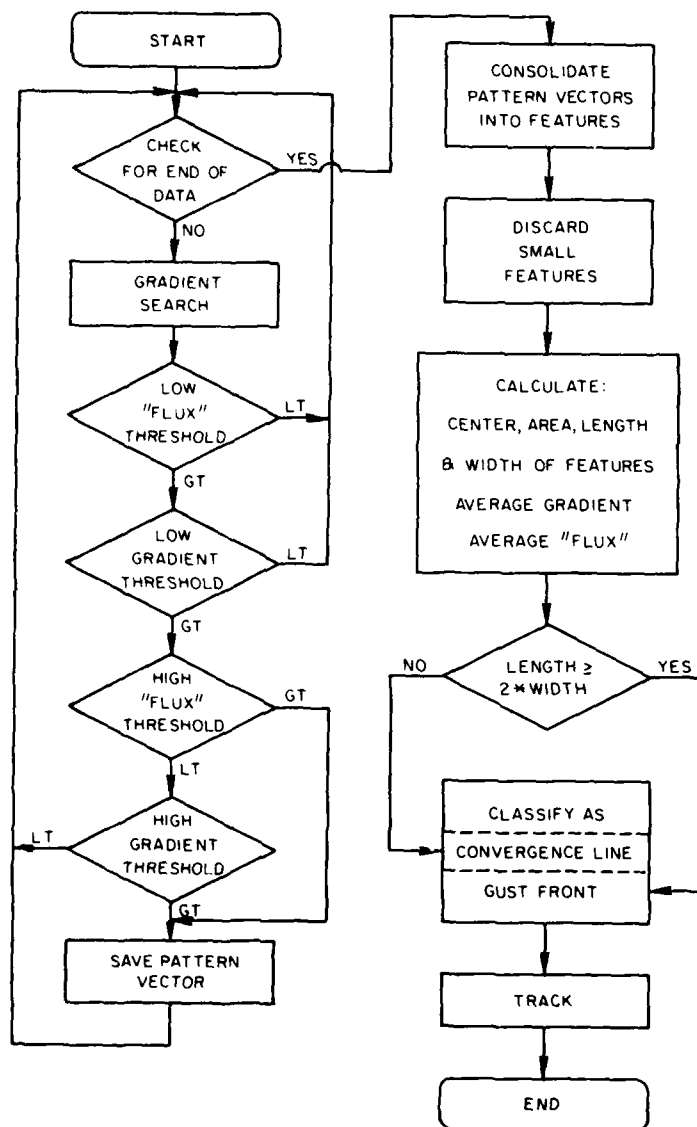 START
CHECK
FOR END OF
DATA
YES
NO
GRADIENT
SEARCH
LOW
"FLUX"
THRESHOLD
LT
GT
LOW
GRADIENT
THRESHOLD
LT
GT
HIGH
"FLUX"
THRESHOLD
GT
LT
HIGH
GRADIENT
THRESHOLD
LT
GT
SAVE PATTERN
VECTOR
CONSOLIDATE
PATTERN VECTORS
INTO FEATURES
DISCARD
SMALL
FEATURES
CALCULATE:
CENTER, AREA, LENGTH
& WIDTH OF FEATURES
AVERAGE GRADIENT
AVERAGE "FLUX"
NO
LENGTH ≥
2*WIDTH
YES
CLASSIFY AS
CONVERGENCE LINE
GUST FRONT
TRACK
END